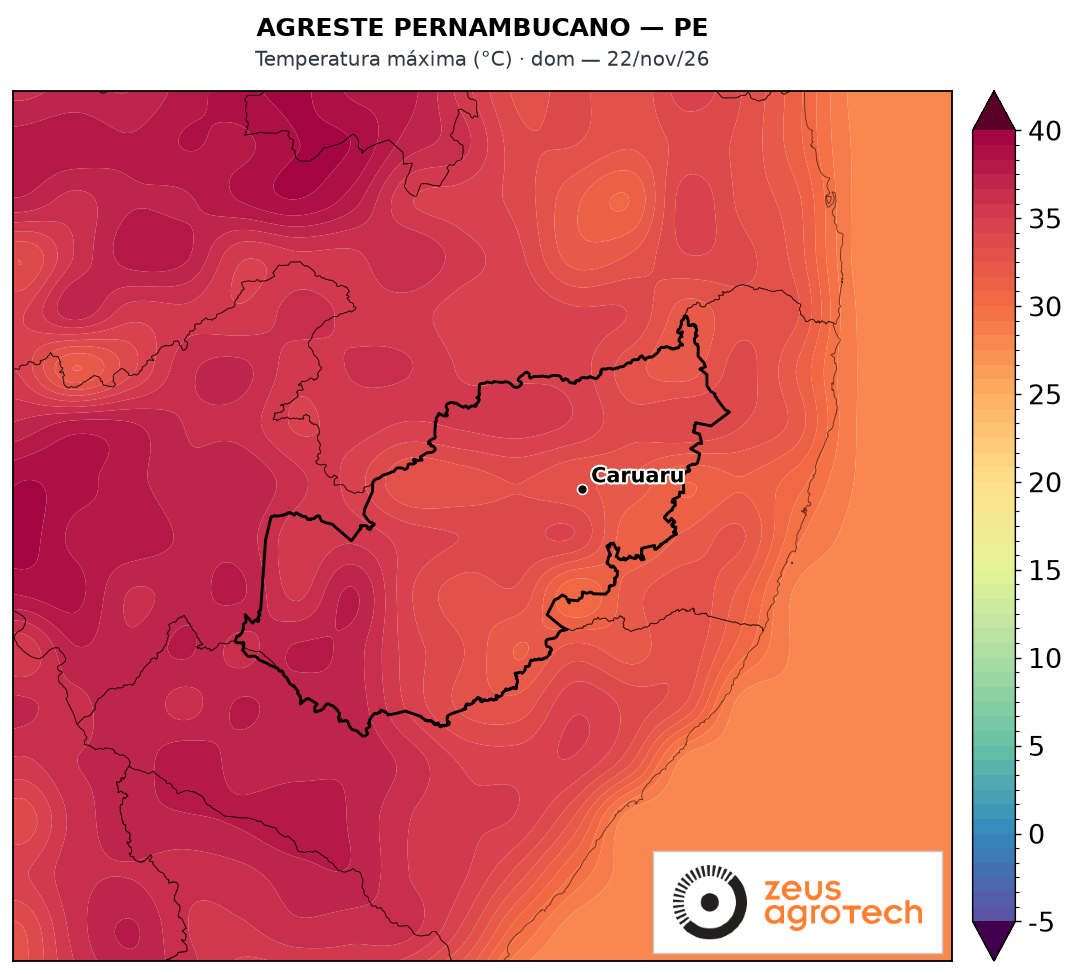 AGRESTE PERNAMBUCANO — PE
Temperatura máxima (°C) · dom — 22/nov/26
40
35
30
25
20
15
10
5
0
-5
Caruaru
zeus
agrotech